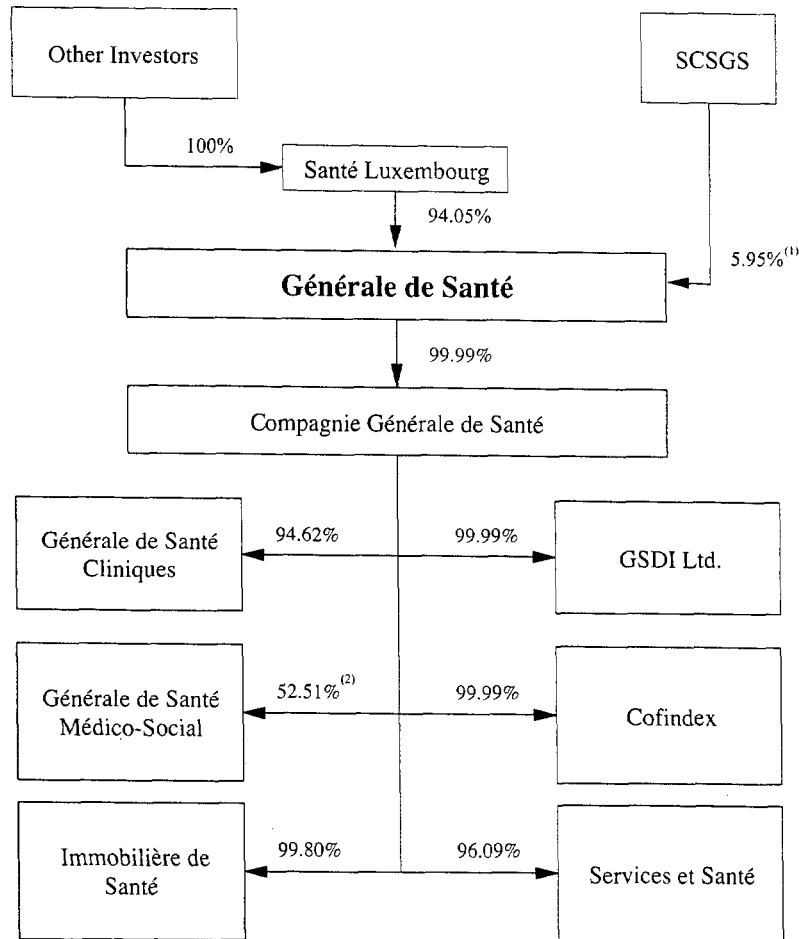 Other Investors
SCSGS
100%
Santé Luxembourg
94.05%
5.95%(1)
Générale de Santé
99.99%
Compagnie Générale de Santé
Générale de Santé
Cliniques
94.62%
99.99%
GSDI Ltd.
Générale de Santé
Médico-Social
52.51%(2)
99.99%
Cofindex
Immobilière de
Santé
99.80%
96.09%
Services et Santé